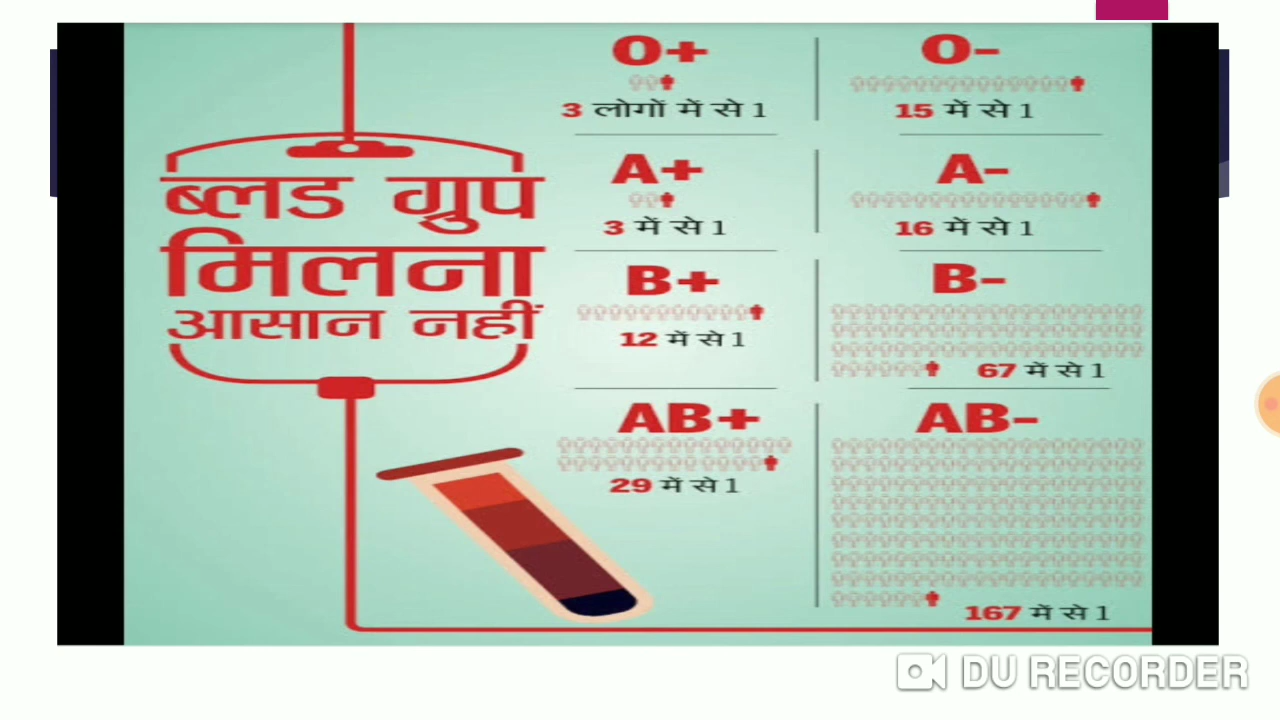 ब्लड ग्रुप
मिलना
आसान नहीं
O+
3 लोगों में से 1
O-
15 में से 1
A+
3 में से 1
A-
16 में से 1
B+
12 में से 1
B-
67 में से 1
AB+
29 में से 1
AB-
167 में से 1
DU RECORDER